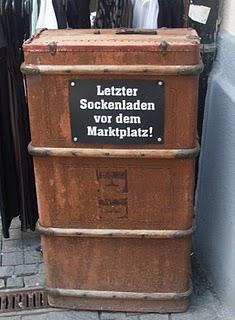 Letzter
Sockenladen
vor dem
Marktplatz!